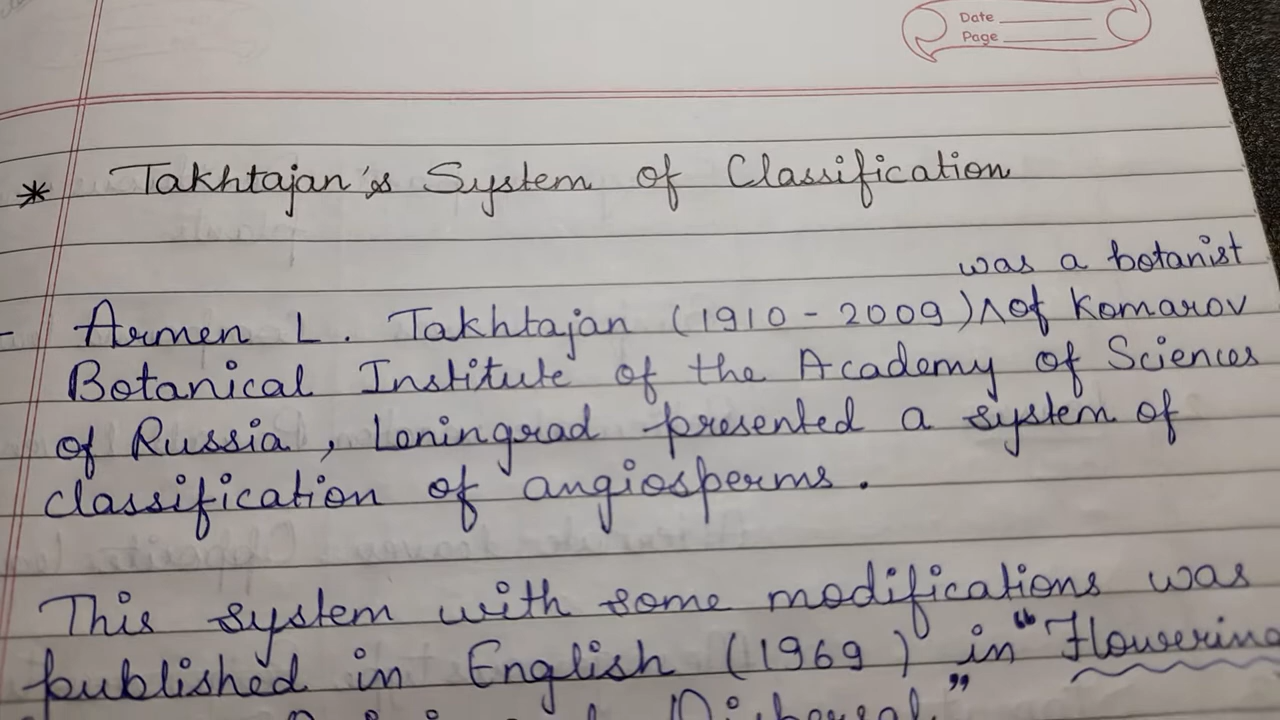 Date
Page
* Takhtajan's System of Classification
was a botanist
- Armen L. Takhtajan (1910 - 2009) ∧ of Komarov
Botanical Institute of the Academy of Sciences
of Russia, Leningrad presented a system of
classification of angiosperms.
This system with some modifications was
published in English (1969) in "Flowering
Dispersal"